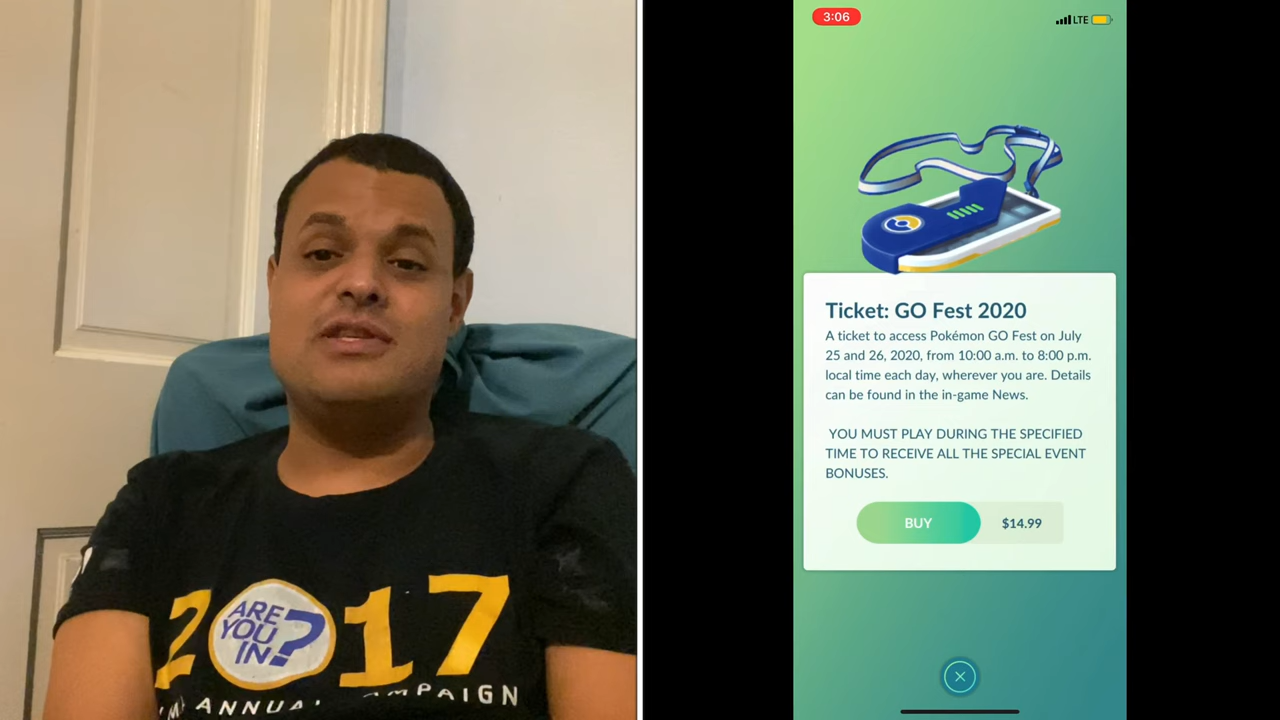 2017
ARE
YOU
IN?
ANNUAL CAMPAIGN
3:06
LTE
Ticket: GO Fest 2020
A ticket to access Pokémon GO Fest on July
25 and 26, 2020, from 10:00 a.m. to 8:00 p.m.
local time each day, wherever you are. Details
can be found in the in-game News.
YOU MUST PLAY DURING THE SPECIFIED
TIME TO RECEIVE ALL THE SPECIAL EVENT
BONUSES.
BUY
$14.99